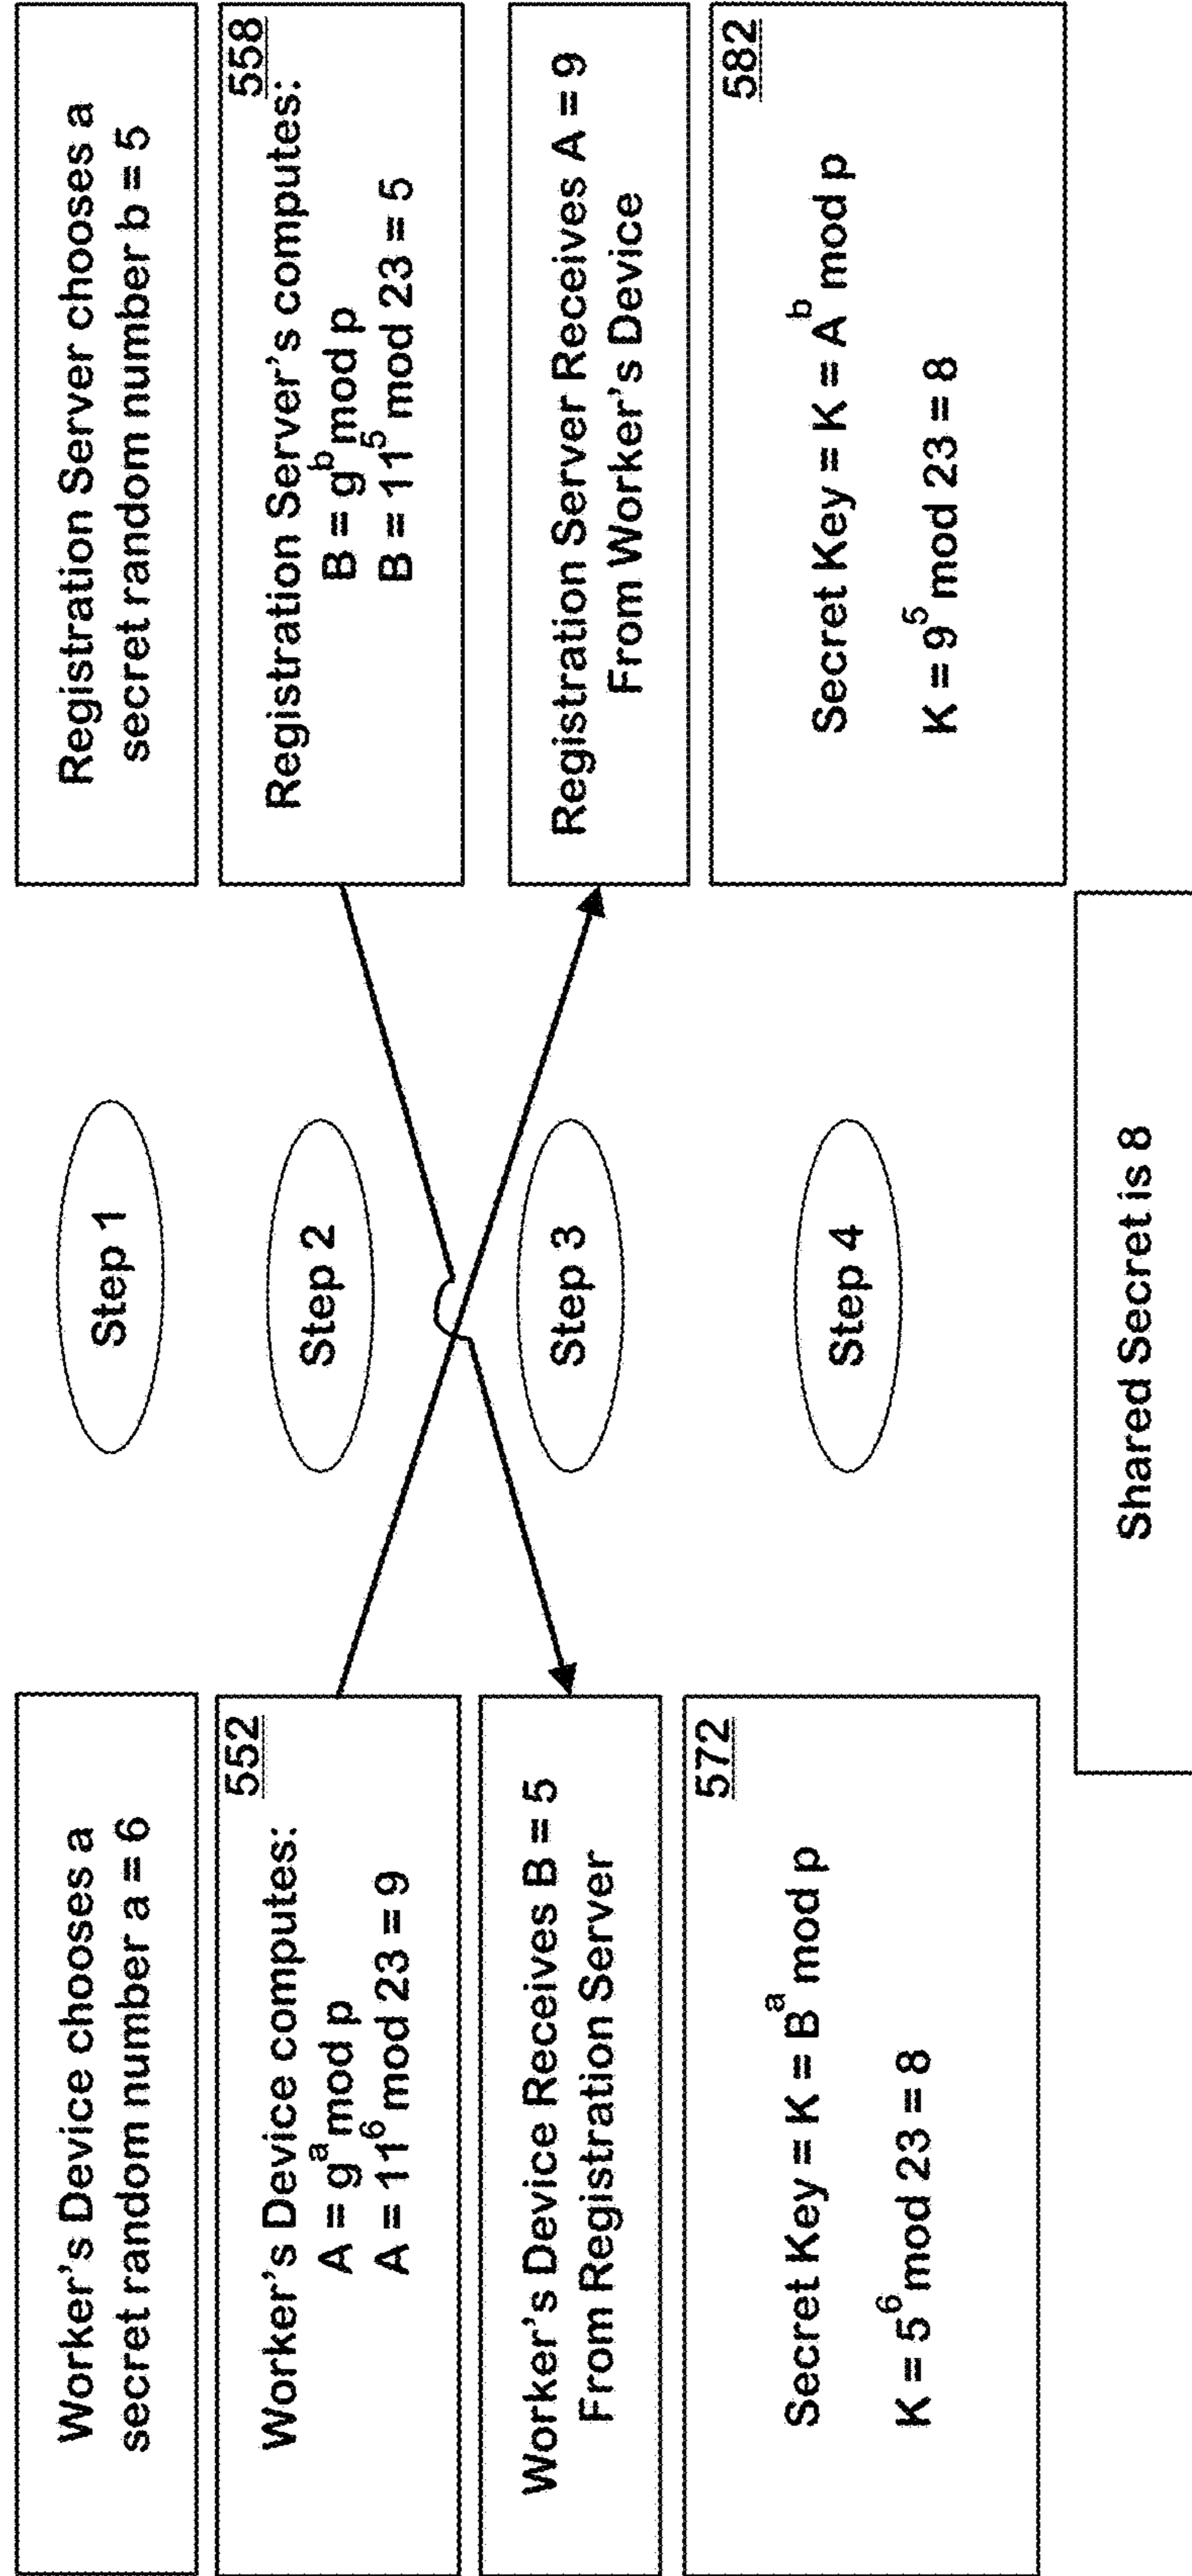 Worker's Device chooses a
secret random number a = 6
Step 1
Registration Server chooses a
secret random number b = 5
552
Worker's Device computes:
A = g^a mod p
A = 11^6 mod 23 = 9
Step 2
558
Registration Server's computes:
B = g^b mod p
B = 11^5 mod 23 = 5
Worker's Device Receives B = 5
From Registration Server
Step 3
Registration Server Receives A = 9
From Worker's Device
572
Secret Key = K = B^a mod p
K = 5^6 mod 23 = 8
Step 4
582
Secret Key = K = A^b mod p
K = 9^5 mod 23 = 8
Shared Secret is 8